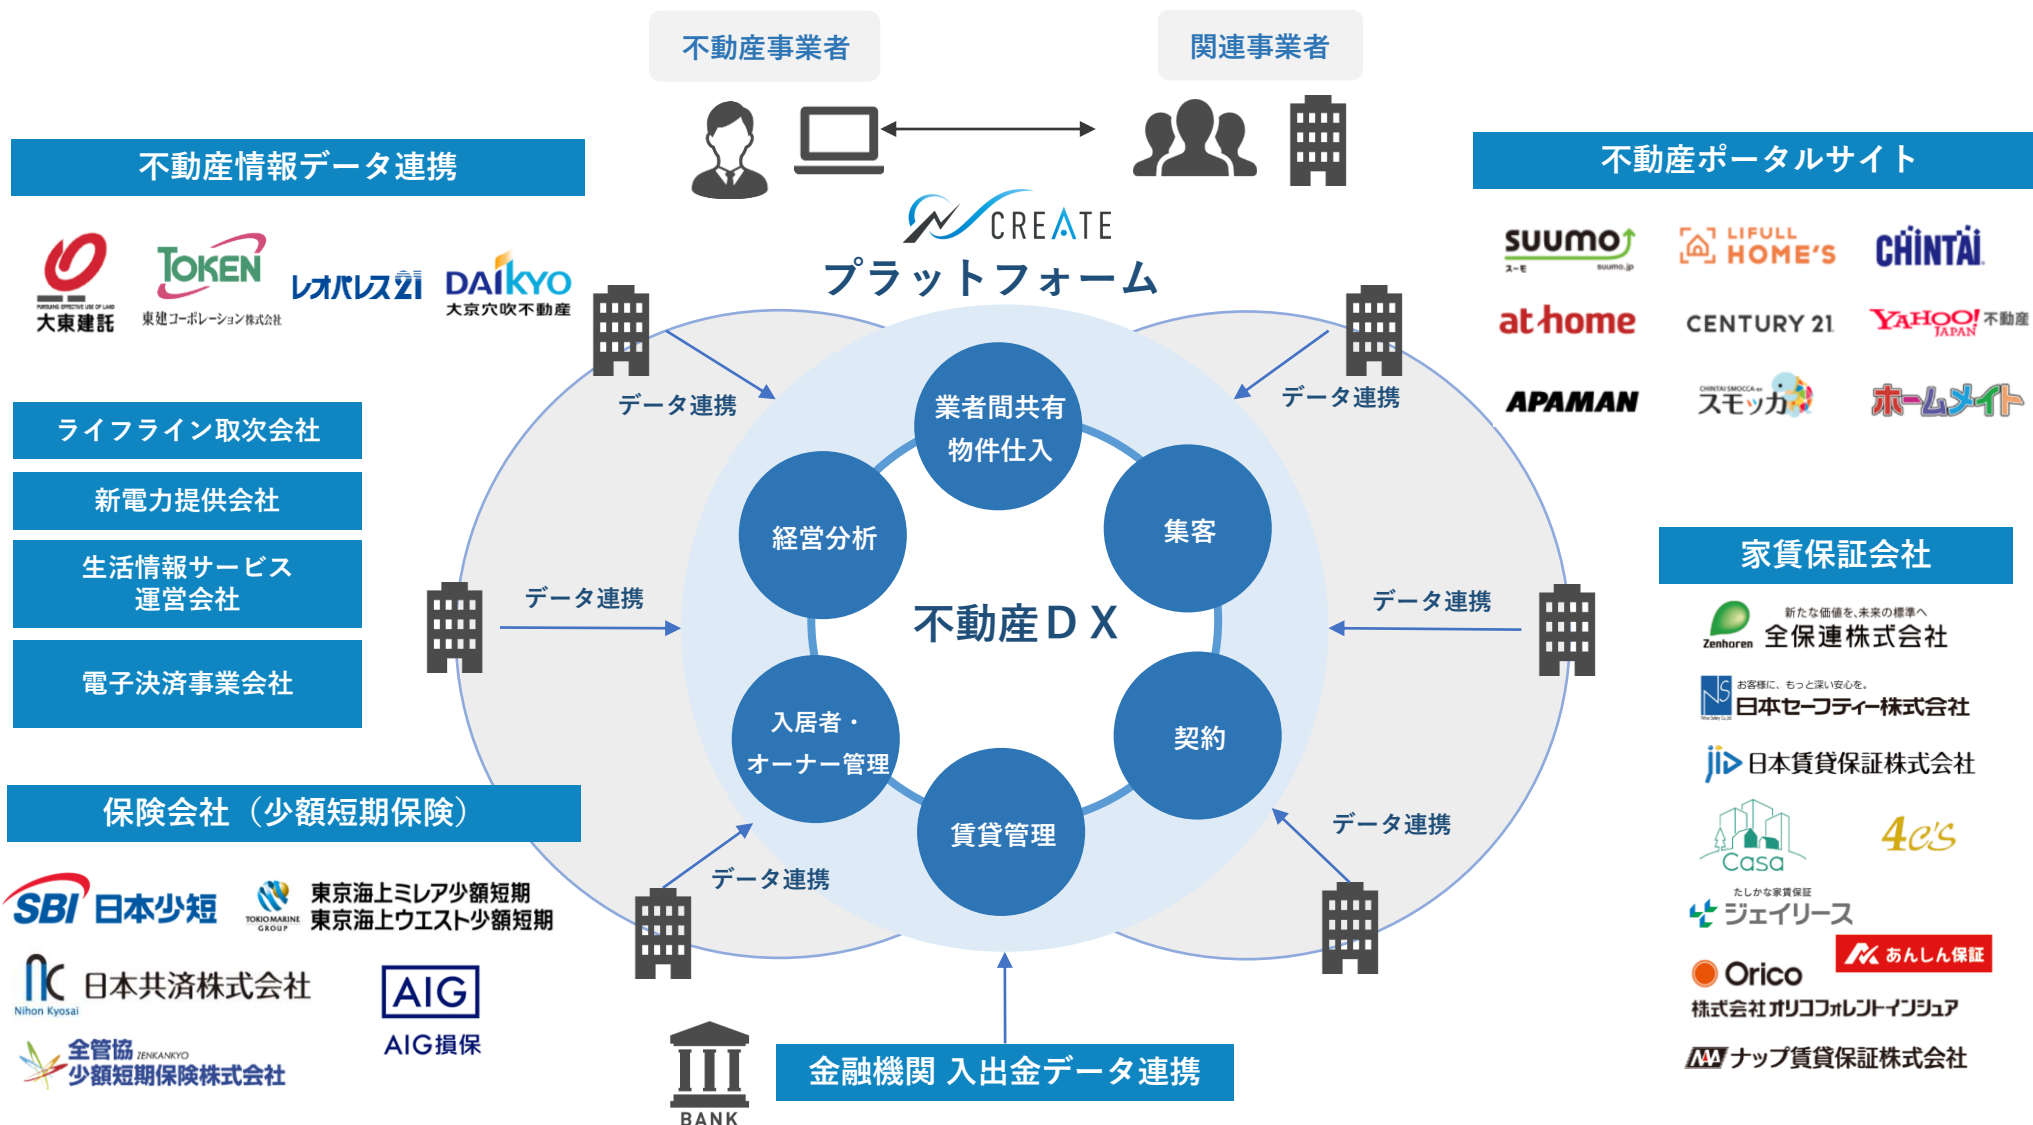 不動産事業者
関連事業者
CREATE
プラットフォーム
不動産情報データ連携
PURSUING EFFECTIVE USE OF LAND
大東建託
TOKEN
東建コーポレーション株式会社
レオパレス21
DAIKYO
大京穴吹不動産
ライフライン取次会社
新電力提供会社
生活情報サービス
運営会社
電子決済事業会社
保険会社（少額短期保険）
SBI 日本少短
TOKIO MARINE
GROUP
東京海上ミレア少額短期
東京海上ウエスト少額短期
nc
Nihon Kyosai
日本共済株式会社
AIG
AIG損保
全管協 ZENKANKYO
少額短期保険株式会社
データ連携
データ連携
データ連携
データ連携
データ連携
データ連携
業者間共有
物件仕入
集客
契約
賃貸管理
入居者・
オーナー管理
経営分析
不動産ＤＸ
BANK
金融機関 入出金データ連携
不動産ポータルサイト
suumo
スーモ
suumo.jp
LIFULL
HOME'S
CHINTAI
at home
CENTURY 21
YAHOO!
JAPAN
不動産
APAMAN
CHINTAI SMOCCA-ex
スモッカ
ホームメイト
家賃保証会社
Zenhoren
新たな価値を、未来の標準へ
全保連株式会社
NS
お客様に、もっと深い安心を。
日本セーフティー株式会社
jid 日本賃貸保証株式会社
Casa
4c's
たしかな家賃保証
ジェイリース
あんしん保証
Orico
株式会社オリコフォレントインシュア
ナップ賃貸保証株式会社